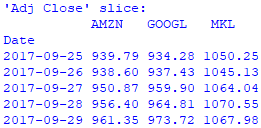 'Adj Close' slice:
AMZN GOOGL MKL
Date
2017-09-25 939.79 934.28 1050.25
2017-09-26 938.60 937.43 1045.13
2017-09-27 950.87 959.90 1064.04
2017-09-28 956.40 964.81 1070.55
2017-09-29 961.35 973.72 1067.98